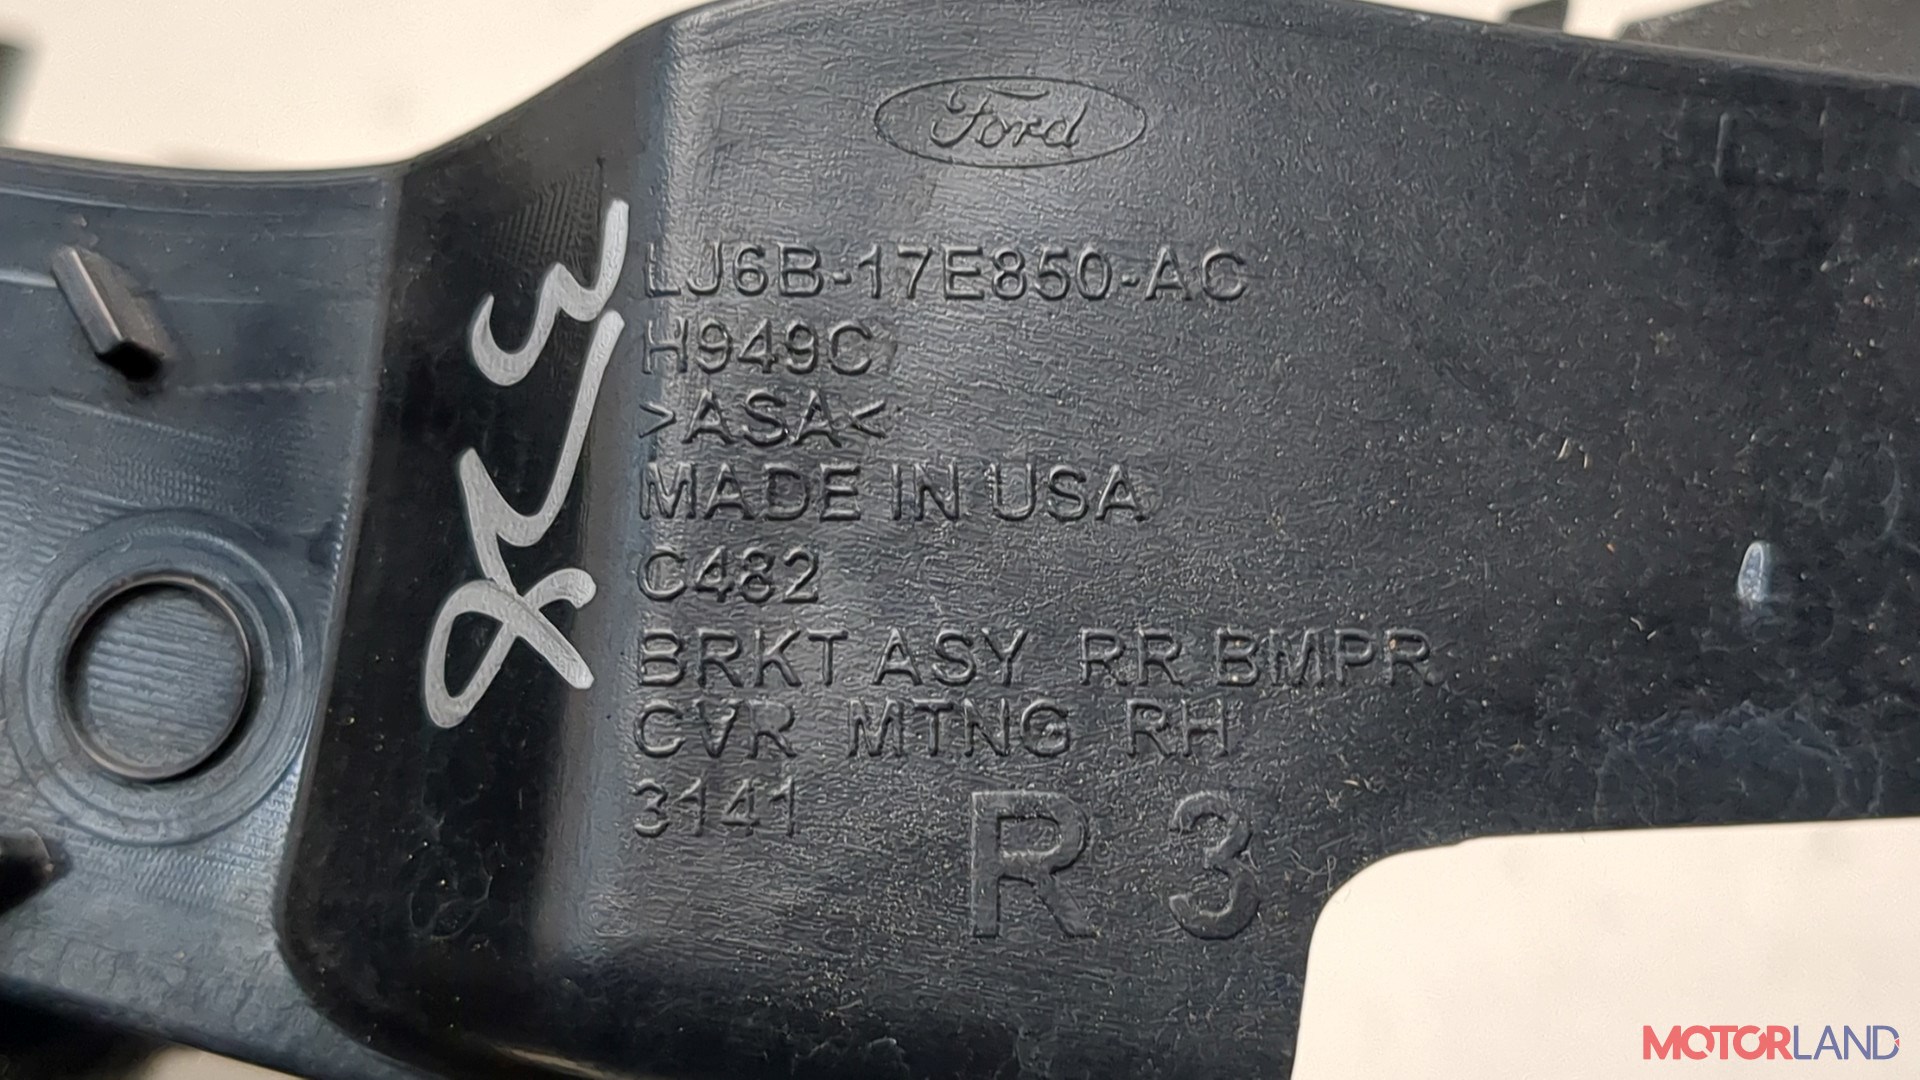 Ford
LJ6B-17E850-AC
H949C
>ASA<
MADE IN USA
C482
BRKT ASY RR BMPR
CVR MTNG RH
3141
R 3
MOTORLAND